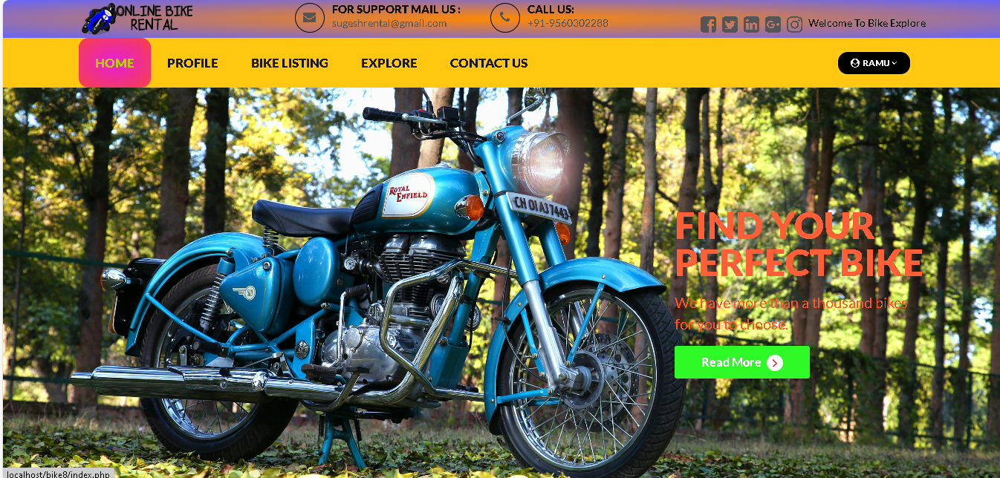 ONLINE BIKE
RENTAL
FOR SUPPORT MAIL US :
sugeshrental@gmail.com
CALL US:
+91-9560302288
Welcome To Bike Explore
HOME
PROFILE
BIKE LISTING
EXPLORE
CONTACT US
RAMU
ROYAL
ENFIELD
CH 01 AJ 7443
FIND YOUR
PERFECT BIKE
We have more than a thousand bikes
for you to choose.
Read More
localhost/bike8/index.php